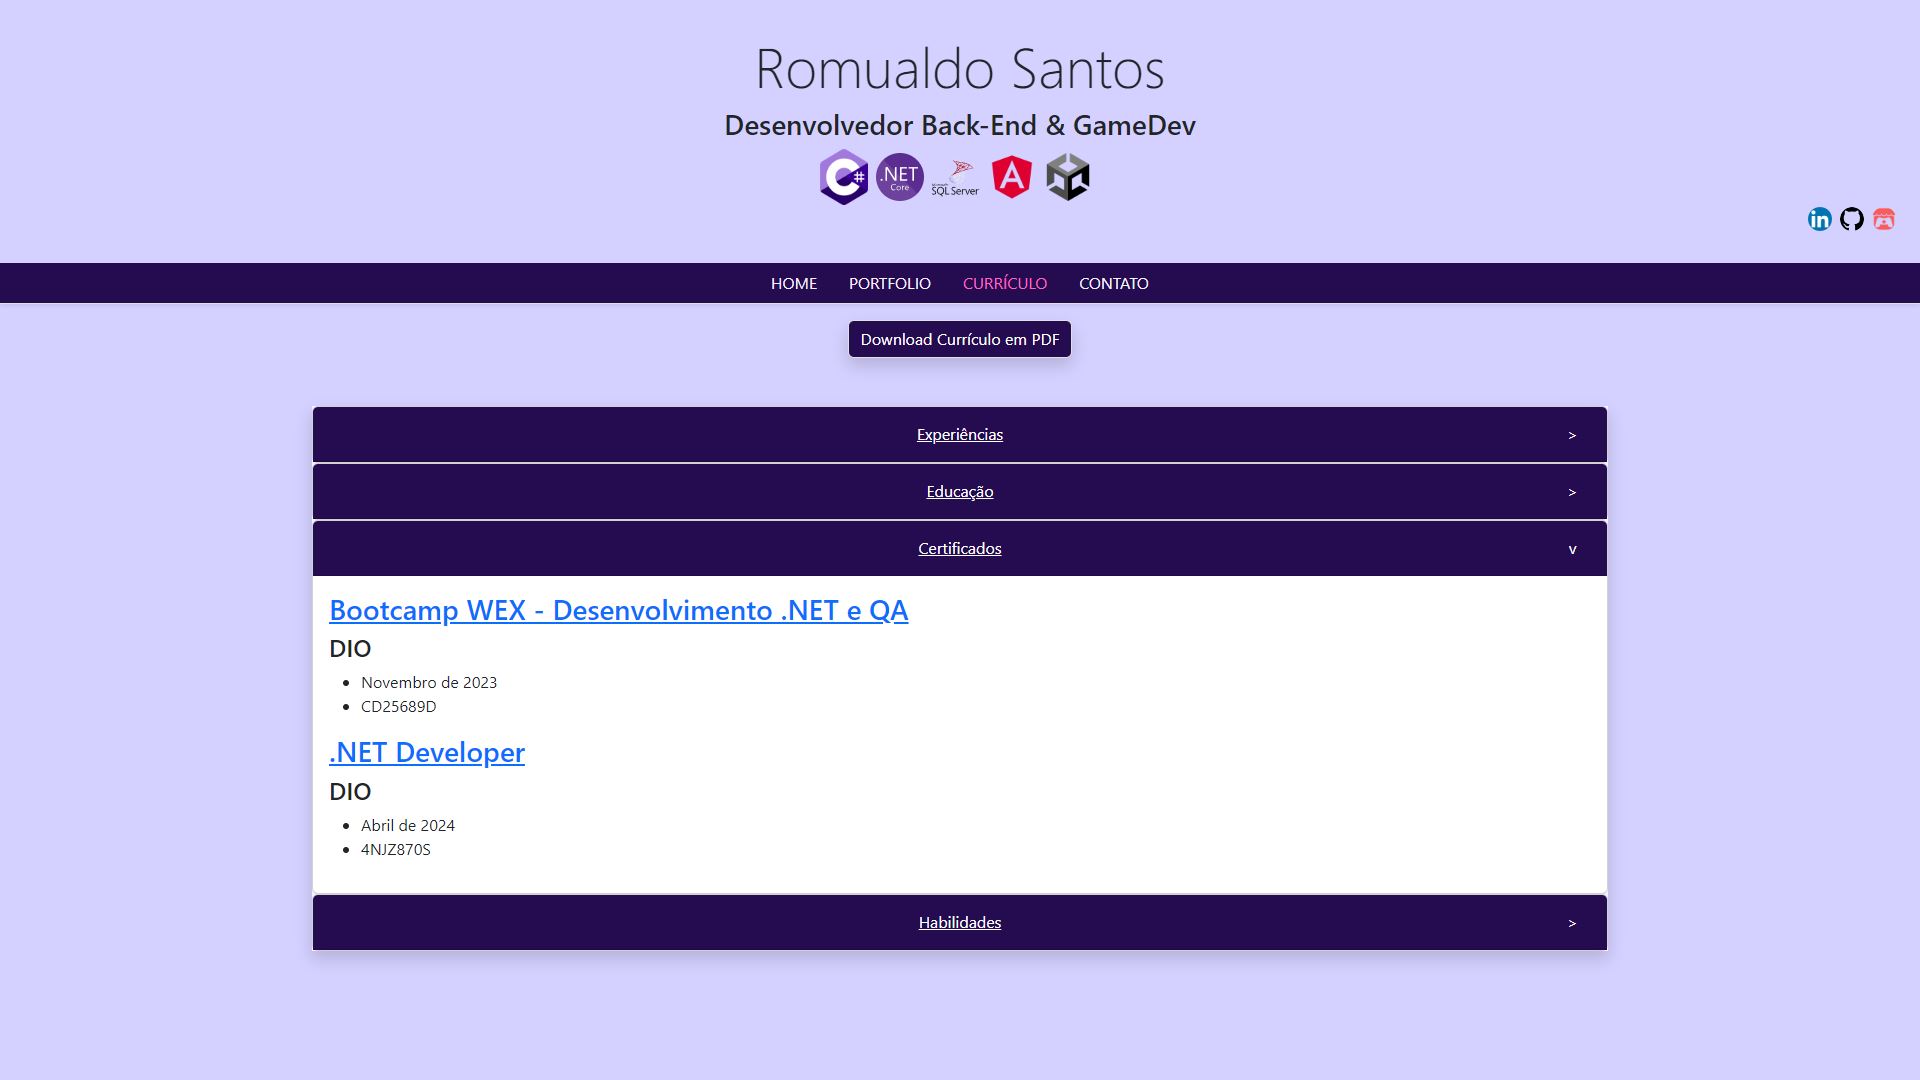 Romualdo Santos
Desenvolvedor Back-End & GameDev
C# .NET Core Microsoft SQL Server A
in
HOME PORTFOLIO CURRÍCULO CONTATO
Download Currículo em PDF
Experiências >
Educação >
Certificados v
Bootcamp WEX - Desenvolvimento .NET e QA
DIO
• Novembro de 2023
• CD25689D
.NET Developer
DIO
• Abril de 2024
• 4NJZ870S
Habilidades >